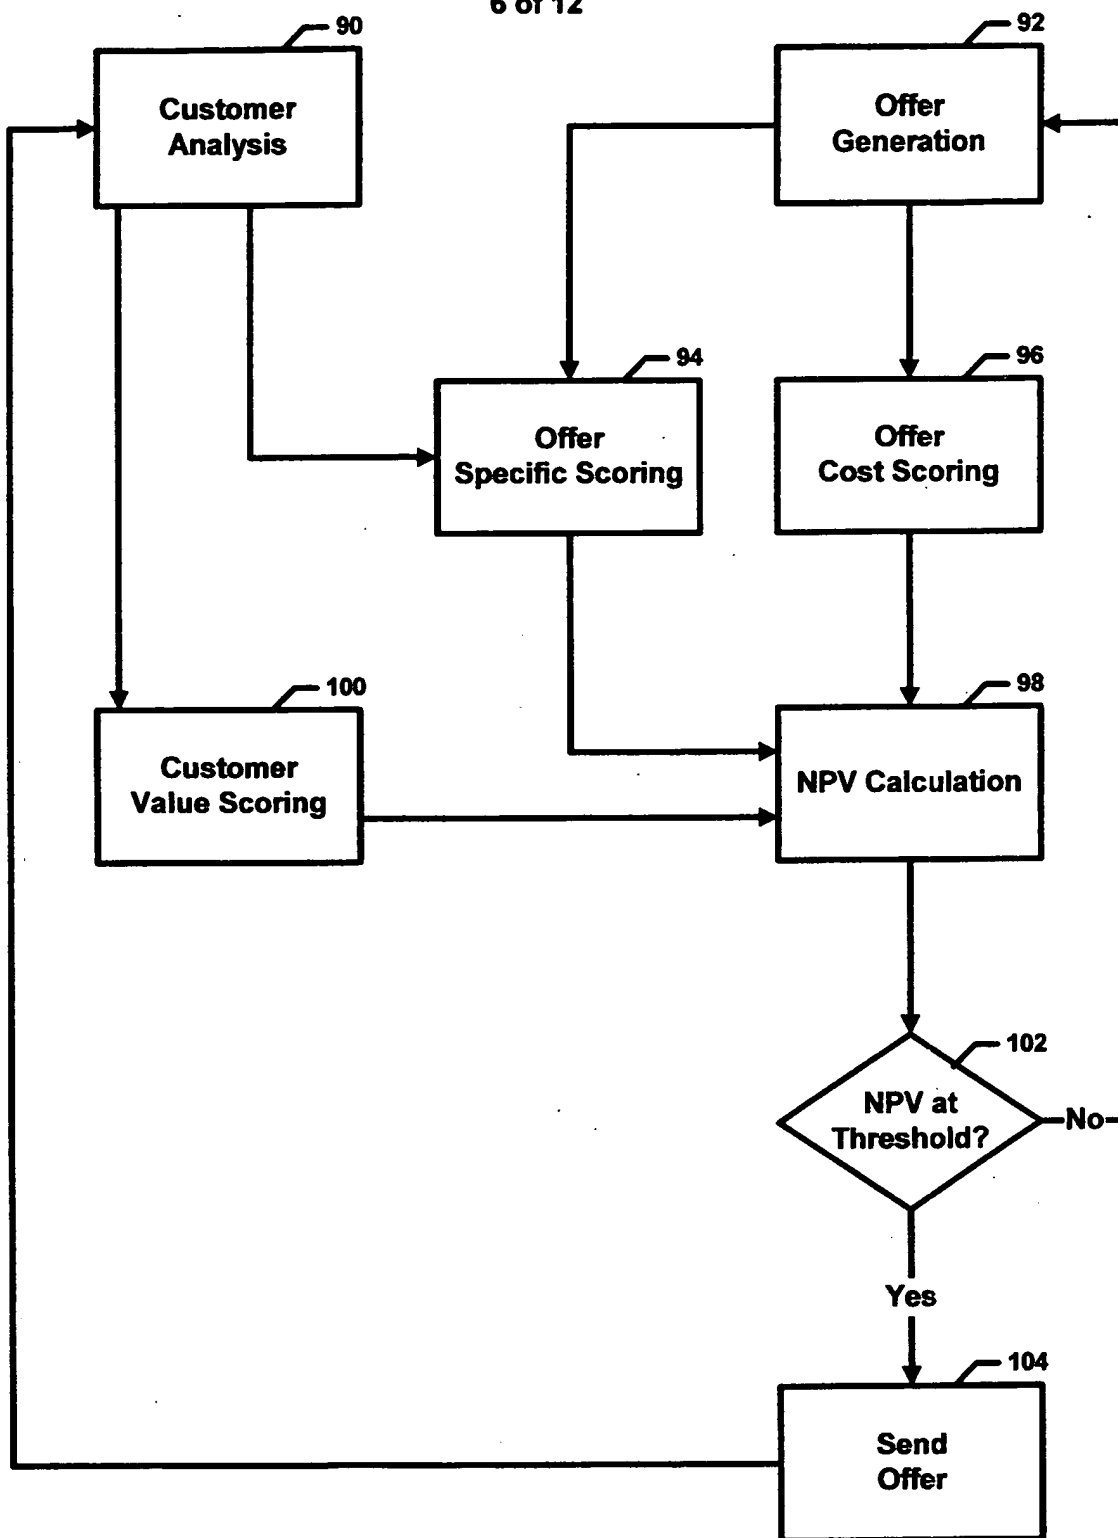 6 of 12
90
92
Customer
Analysis
Offer
Generation
94
96
Offer
Specific Scoring
Offer
Cost Scoring
100
98
Customer
Value Scoring
NPV Calculation
102
NPV at
Threshold?
No
Yes
104
Send
Offer